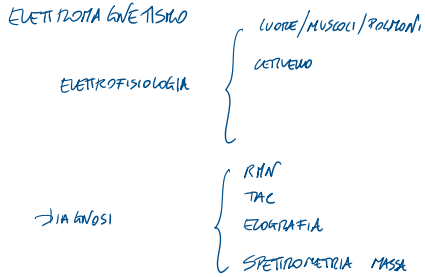 ELETTROMAGNETISMO
CUORE/MUSCOLI/POLMONI
ELETTROFISIOLOGIA
CERVELLO
RMN
TAC
DIAGNOSI
ECOGRAFIA
SPETTROMETRIA MASSA